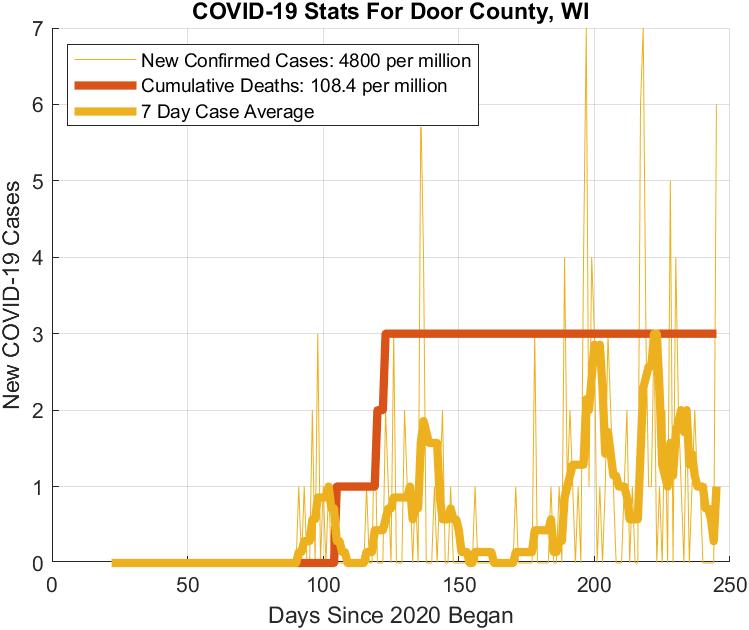 COVID-19 Stats For Door County, WI
7
New Confirmed Cases: 4800 per million
Cumulative Deaths: 108.4 per million
7 Day Case Average
6
5
4
3
2
1
0
New COVID-19 Cases
0 50 100 150 200 250
Days Since 2020 Began